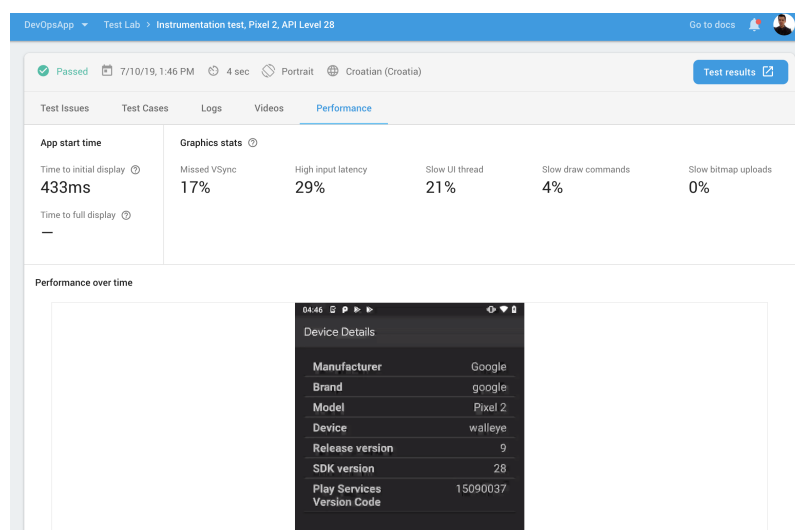 DevOpsApp Test Lab > Instrumentation test, Pixel 2, API Level 28 Go to docs
Passed 7/10/19, 1:46 PM 4 sec Portrait Croatian (Croatia) Test results
Test Issues Test Cases Logs Videos Performance
App start time Graphics stats
Time to initial display Missed VSync High input latency Slow UI thread Slow draw commands Slow bitmap uploads
433ms 17% 29% 21% 4% 0%
Time to full display
—
Performance over time
04:46
Device Details
Manufacturer Google
Brand google
Model Pixel 2
Device walleye
Release version 9
SDK version 28
Play Services 15090037
Version Code